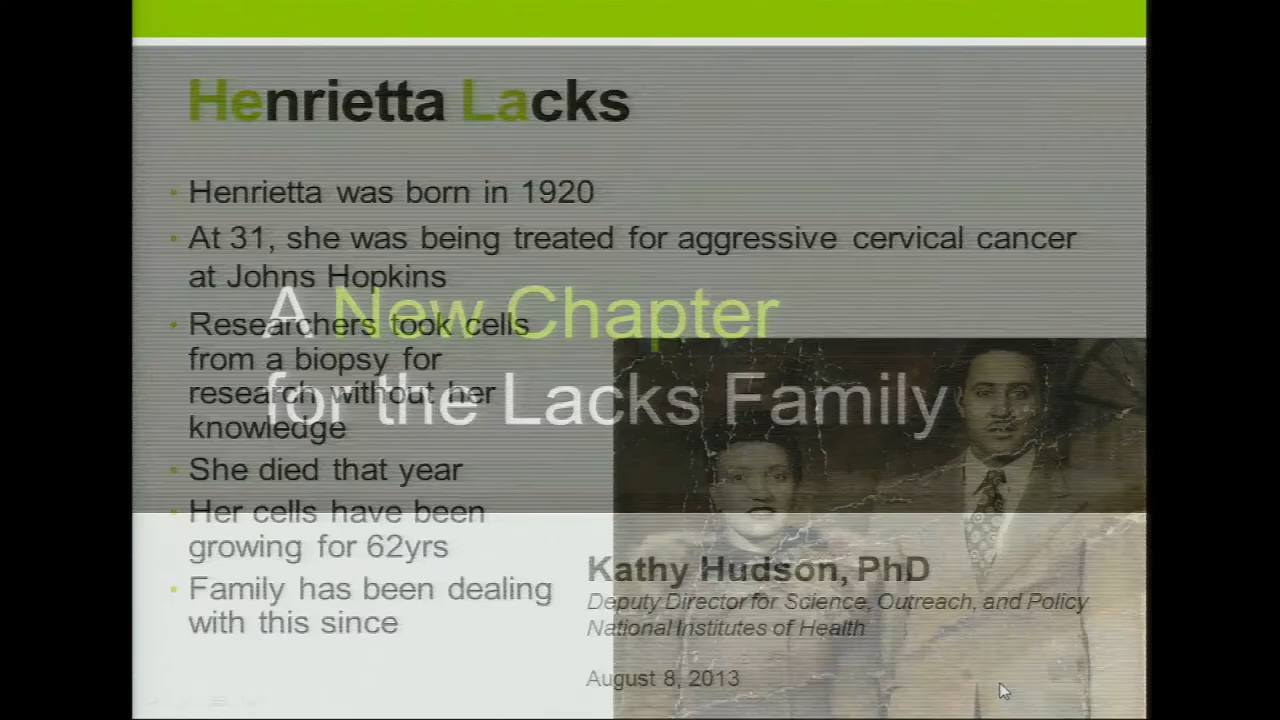 Henrietta Lacks
Henrietta was born in 1920
At 31, she was being treated for aggressive cervical cancer
at Johns Hopkins
Researchers took cells
from a biopsy for
research without her
knowledge
She died that year
Her cells have been
growing for 62yrs
Family has been dealing
with this since
A New Chapter
for the Lacks Family
Kathy Hudson, PhD
Deputy Director for Science, Outreach, and Policy
National Institutes of Health
August 8, 2013